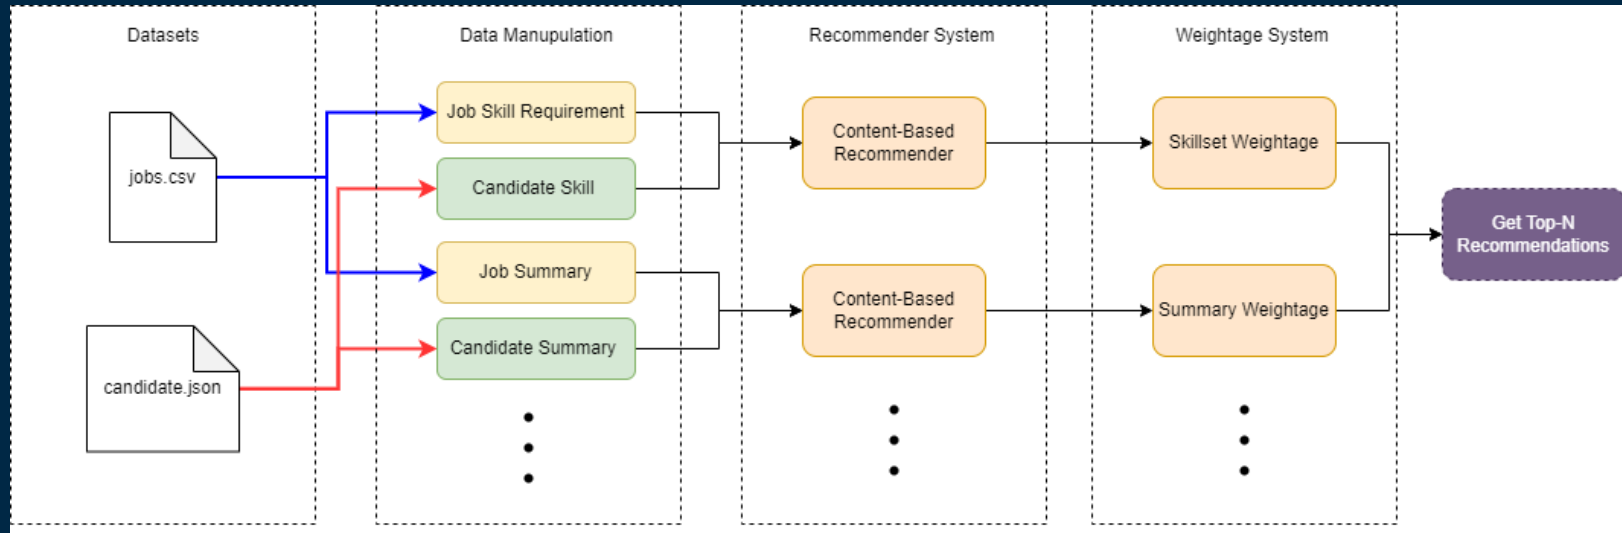 Datasets
Data Manupulation
Recommender System
Weightage System
jobs.csv
candidate.json
Job Skill Requirement
Candidate Skill
Job Summary
Candidate Summary
Content-Based
Recommender
Content-Based
Recommender
Skillset Weightage
Summary Weightage
Get Top-N
Recommendations